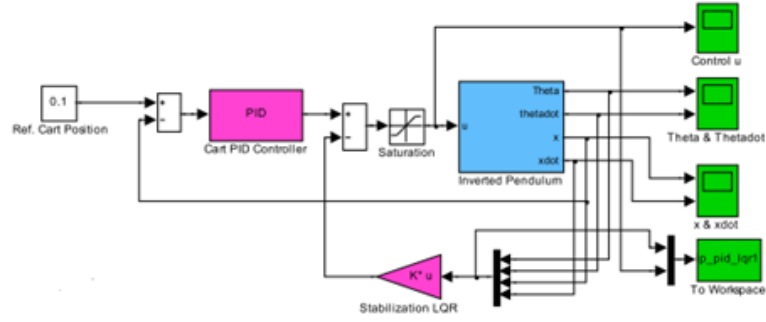 Control u
Theta
0.1
+
−
PID
+
−
thetadot
Ref. Cart Position
Cart PID Controller
Saturation
u
x
xdot
Theta & Thetadot
Inverted Pendulum
x & xdot
K* u
p_pid_lqr1
Stabilization LQR
To Workspace